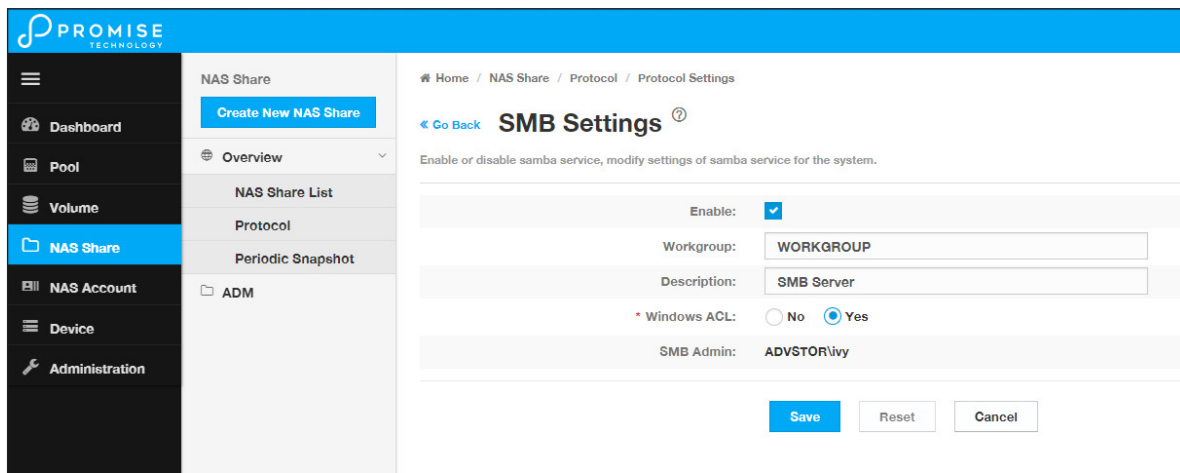 PROMISE
TECHNOLOGY
Dashboard
Pool
Volume
NAS Share
NAS Account
Device
Administration
NAS Share
Create New NAS Share
Overview
NAS Share List
Protocol
Periodic Snapshot
ADM
Home / NAS Share / Protocol / Protocol Settings
« Go Back SMB Settings ?
Enable or disable samba service, modify settings of samba service for the system.
Enable:
Workgroup: WORKGROUP
Description: SMB Server
* Windows ACL: No Yes
SMB Admin: ADVSTOR\ivy
Save Reset Cancel